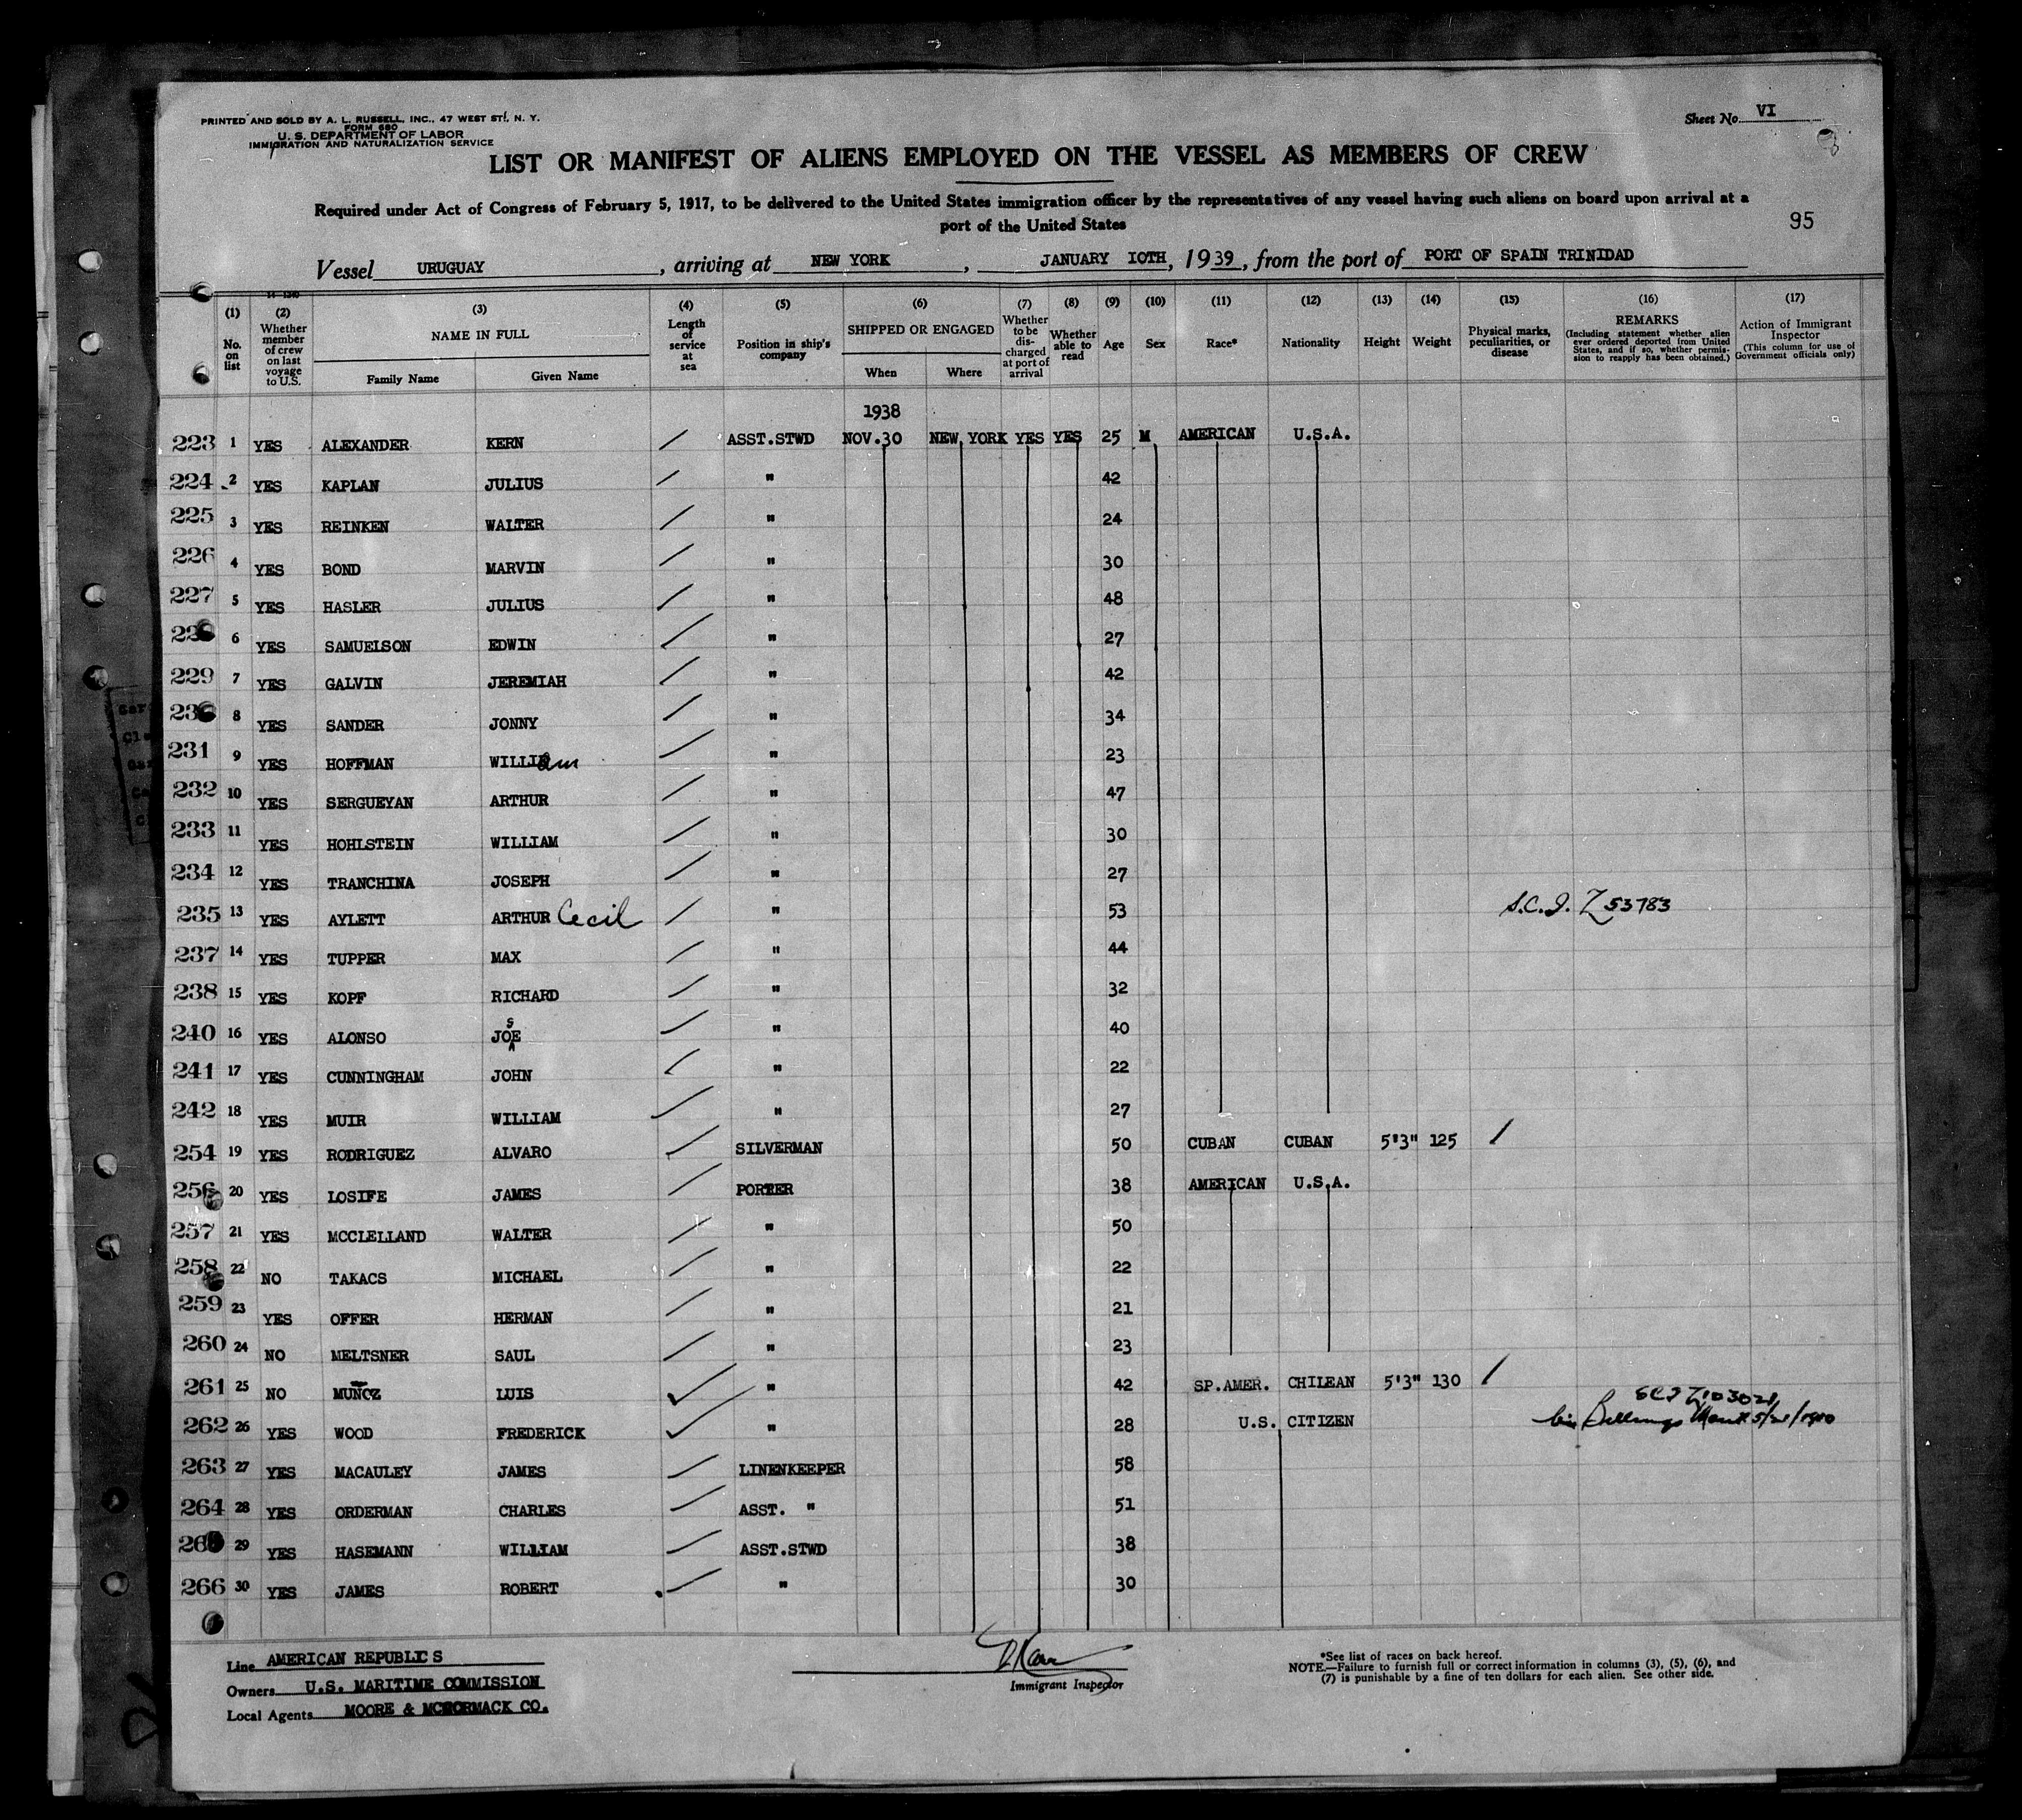 PRINTED AND SOLD BY A. L. RUSSELL, INC., 47 WEST ST., N. Y.
FORM 680
U. S. DEPARTMENT OF LABOR
IMMIGRATION AND NATURALIZATION SERVICE
Sheet No. VI
LIST OR MANIFEST OF ALIENS EMPLOYED ON THE VESSEL AS MEMBERS OF CREW
Required under Act of Congress of February 5, 1917, to be delivered to the United States immigration officer by the representatives of any vessel having such aliens on board upon arrival at a
port of the United States
95
Vessel URUGUAY, arriving at NEW YORK, JANUARY IOTH, 1939, from the port of PORT OF SPAIN TRINIDAD
(1) No. on list
(2) Whether member of crew on last voyage to U.S.
(3) NAME IN FULL Family Name Given Name
(4) Length of service at sea
(5) Position in ship's company
(6) SHIPPED OR ENGAGED When Where
(7) Whether to be discharged at port of arrival
(8) Whether able to read
(9) Age
(10) Sex
(11) Race*
(12) Nationality
(13) Height
(14) Weight
(15) Physical marks, peculiarities, or disease
(16) REMARKS (Including statement whether alien ever ordered deported from United States, and if so, whether permission to reapply has been obtained.)
(17) Action of Immigrant Inspector (This column for use of Government officials only)
1938
223 1 YES ALEXANDER KERN ASST.STWD NOV.30 NEW YORK YES YES 25 M AMERICAN U.S.A.
224 2 YES KAPLAN JULIUS " 42
225 3 YES REINKEN WALTER " 24
226 4 YES BOND MARVIN " 30
227 5 YES HASLER JULIUS " 48
6 YES SAMUELSON EDWIN " 27
229 7 YES GALVIN JEREMIAH " 42
8 YES SANDER JONNY " 34
231 9 YES HOFFMAN WILLIam " 23
232 10 YES SERGUEYAN ARTHUR " 47
233 11 YES HOHLSTEIN WILLIAM " 30
234 12 YES TRANCHINA JOSEPH " 27
235 13 YES AYLETT ARTHUR Cecil " 53 S.C.I. Z 53783
237 14 YES TUPPER MAX " 44
238 15 YES KOPF RICHARD " 32
240 16 YES ALONSO JOSE " 40
241 17 YES CUNNINGHAM JOHN " 22
242 18 YES MUIR WILLIAM " 27
254 19 YES RODRIGUEZ ALVARO SILVERMAN 50 CUBAN CUBAN 5'3" 125
256 20 YES LOSIFE JAMES PORTER 38 AMERICAN U.S.A.
257 21 YES MCCLELLAND WALTER " 50
258 22 NO TAKACS MICHAEL " 22
259 23 YES OFFER HERMAN " 21
260 24 NO MELTSNER SAUL " 23
261 25 NO MUÑOZ LUIS " 42 SP.AMER. CHILEAN 5'3" 130
262 26 YES WOOD FREDERICK " 28 U.S. CITIZEN SCI Z103021 Billings Mont 5/21/1910
263 27 YES MACAULEY JAMES LINENKEEPER 58
264 28 YES ORDERMAN CHARLES ASST. " 51
29 YES HASEMANN WILLIAM ASST.STWD 38
266 30 YES JAMES ROBERT " 30
Line AMERICAN REPUBLICS
Owners U.S. MARITIME COMMISSION
Local Agents MOORE & MCCORMACK CO.
Immigrant Inspector
*See list of races on back hereof.
NOTE.—Failure to furnish full or correct information in columns (3), (5), (6), and
(7) is punishable by a fine of ten dollars for each alien. See other side.